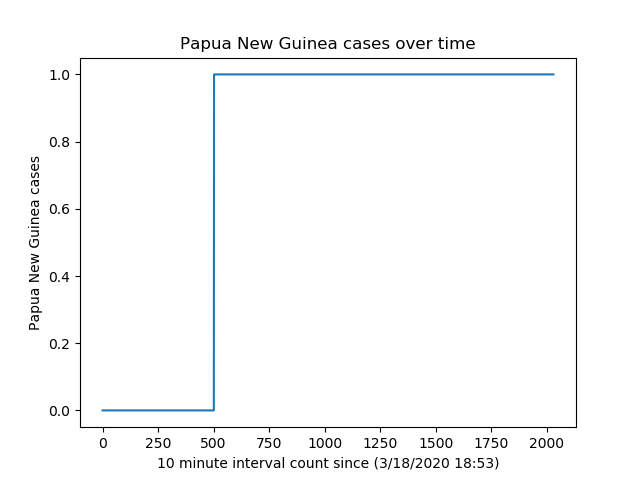 Papua New Guinea cases over time
1.0
0.8
0.6
0.4
0.2
0.0
Papua New Guinea cases
0 250 500 750 1000 1250 1500 1750 2000
10 minute interval count since (3/18/2020 18:53)